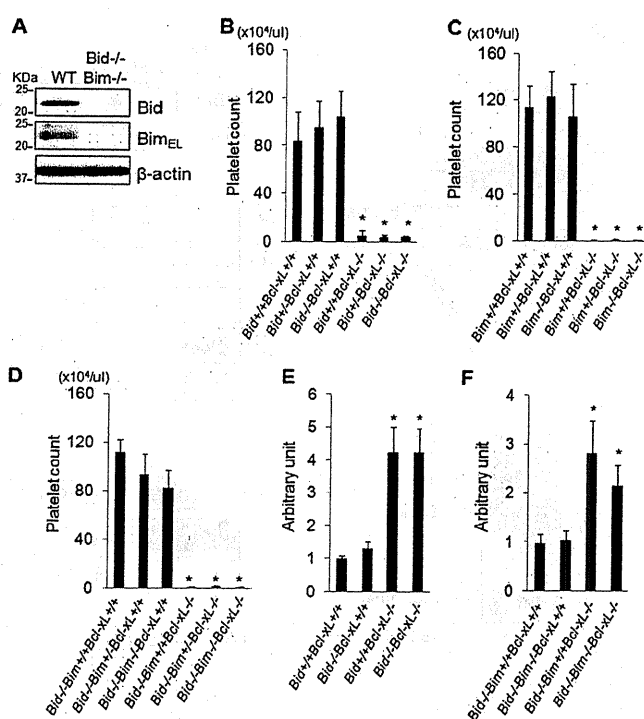 A
KDa
WT
Bid-/-
Bim-/-
25-
20-
Bid
25-
20-
BimEL
37-
β-actin
B
(x10⁴/ul)
Platelet count
160
120
80
40
0
* * *
Bid+/+Bcl-xL+/+
Bid+/-Bcl-xL+/+
Bid-/-Bcl-xL+/+
Bid+/+Bcl-xL-/-
Bid+/-Bcl-xL-/-
Bid-/-Bcl-xL-/-
C
(x10⁴/ul)
Platelet count
160
120
80
40
0
* * *
Bim+/+Bcl-xL+/+
Bim+/-Bcl-xL+/+
Bim-/-Bcl-xL+/+
Bim+/+Bcl-xL-/-
Bim+/-Bcl-xL-/-
Bim-/-Bcl-xL-/-
D
(x10⁴/ul)
Platelet count
160
120
80
40
0
* * *
Bid-/-Bim+/+Bcl-xL+/+
Bid-/-Bim+/-Bcl-xL+/+
Bid-/-Bim-/-Bcl-xL+/+
Bid-/-Bim+/+Bcl-xL-/-
Bid-/-Bim+/-Bcl-xL-/-
Bid-/-Bim-/-Bcl-xL-/-
E
Arbitrary unit
6
5
4
3
2
1
0
* *
Bid+/+Bcl-xL+/+
Bid-/-Bcl-xL+/+
Bid+/+Bcl-xL-/-
Bid-/-Bcl-xL-/-
F
Arbitrary unit
4
3
2
1
0
* *
Bid-/-Bim+/+Bcl-xL+/+
Bid-/-Bim-/-Bcl-xL+/+
Bid-/-Bim+/+Bcl-xL-/-
Bid-/-Bim-/-Bcl-xL-/-